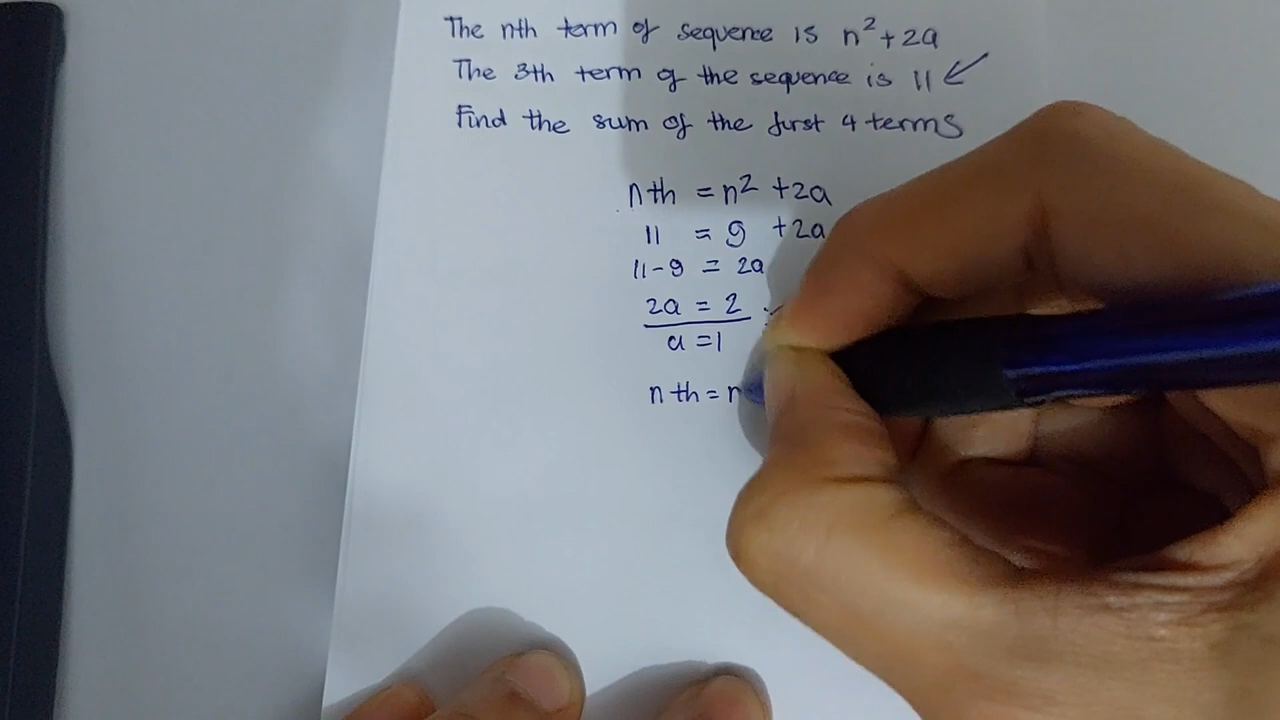 The nth term of sequence is n²+2a
The 3th term of the sequence is 11
Find the sum of the first 4 terms
nth = n² +2a
11 = 9 +2a
11-9 = 2a
2a = 2
a = 1
nth = n